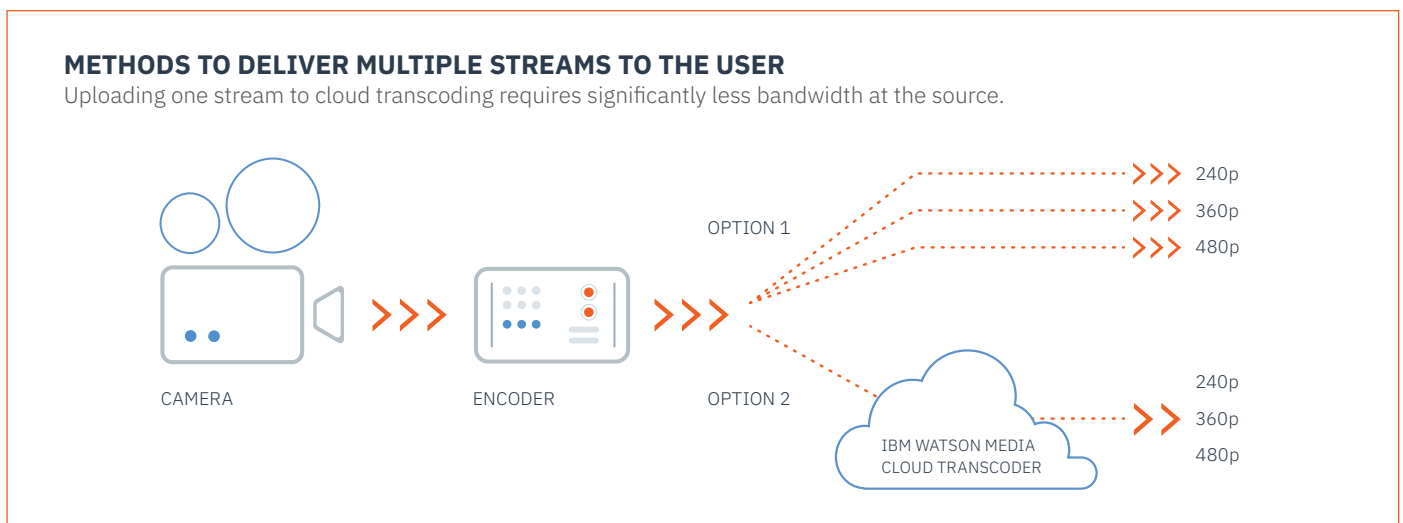 METHODS TO DELIVER MULTIPLE STREAMS TO THE USER
Uploading one stream to cloud transcoding requires significantly less bandwidth at the source.
240p
360p
OPTION 1
480p
CAMERA
ENCODER
OPTION 2
240p
360p
480p
IBM WATSON MEDIA
CLOUD TRANSCODER